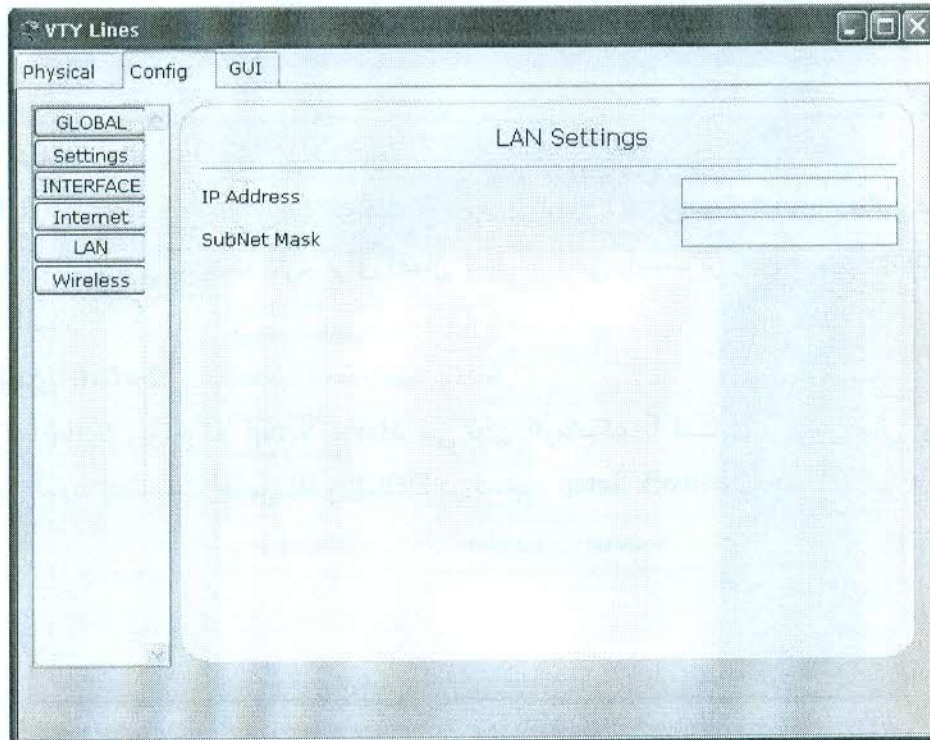 VTY Lines
Physical Config GUI
GLOBAL
Settings
INTERFACE
Internet
LAN
Wireless
LAN Settings
IP Address
SubNet Mask